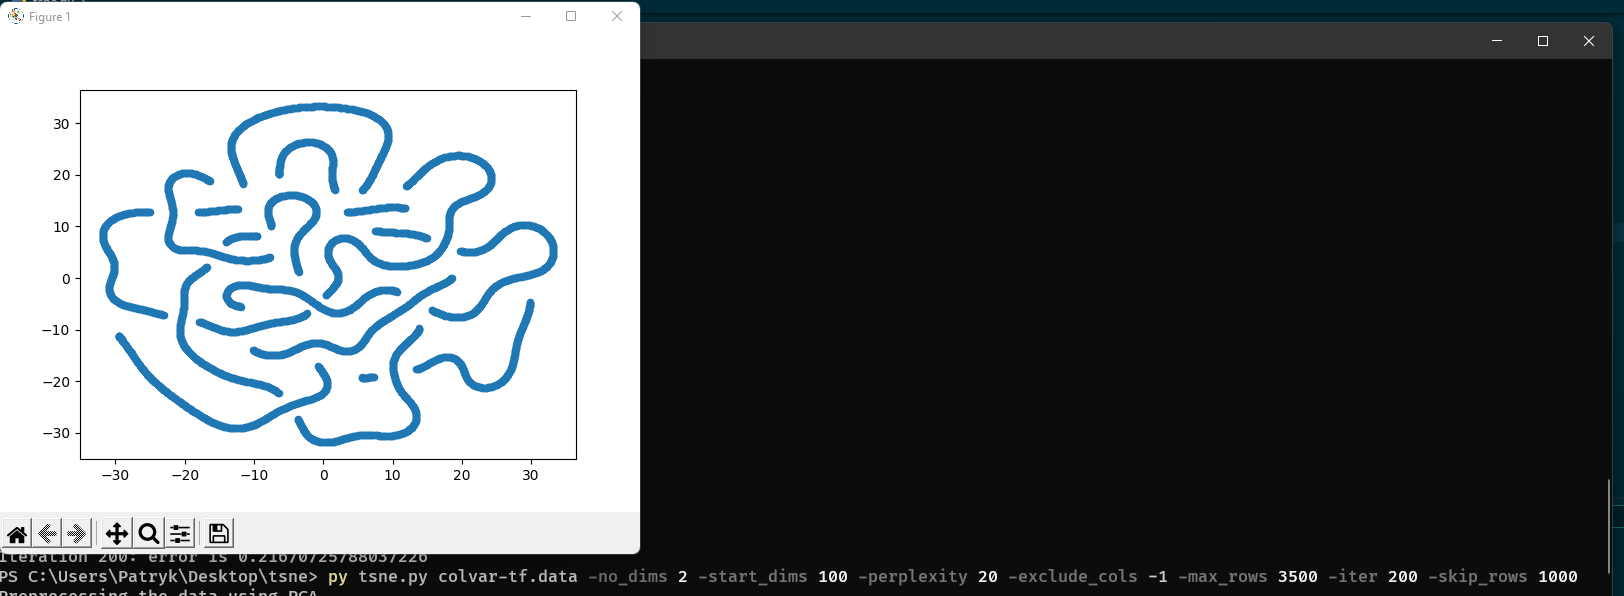 Figure 1
30
20
10
0
−10
−20
−30
−30 −20 −10 0 10 20 30
Iteration 200: error is 0.21670725788037226
PS C:\Users\Patryk\Desktop\tsne> py tsne.py colvar-tf.data -no_dims 2 -start_dims 100 -perplexity 20 -exclude_cols -1 -max_rows 3500 -iter 200 -skip_rows 1000
Preprocessing the data using PCA